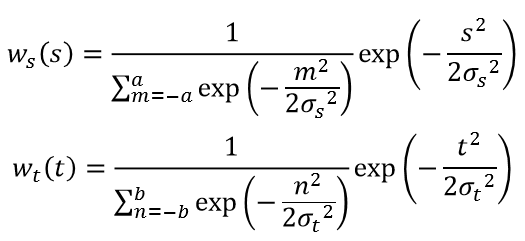 w_s(s) = \frac{1}{\sum_{m=-a}^{a} \exp\left(-\frac{m^2}{2\sigma_s{}^2}\right)} \exp\left(-\frac{s^2}{2\sigma_s{}^2}\right)
w_t(t) = \frac{1}{\sum_{n=-b}^{b} \exp\left(-\frac{n^2}{2\sigma_t{}^2}\right)} \exp\left(-\frac{t^2}{2\sigma_t{}^2}\right)